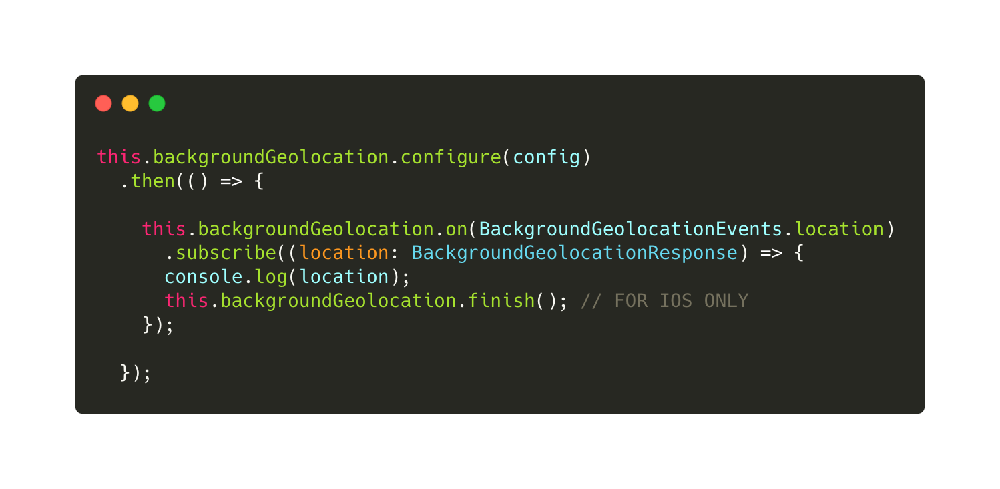 this.backgroundGeolocation.configure(config)
  .then(() => {
    this.backgroundGeolocation.on(BackgroundGeolocationEvents.location)
      .subscribe((location: BackgroundGeolocationResponse) => {
      console.log(location);
      this.backgroundGeolocation.finish(); // FOR IOS ONLY
    });
  });